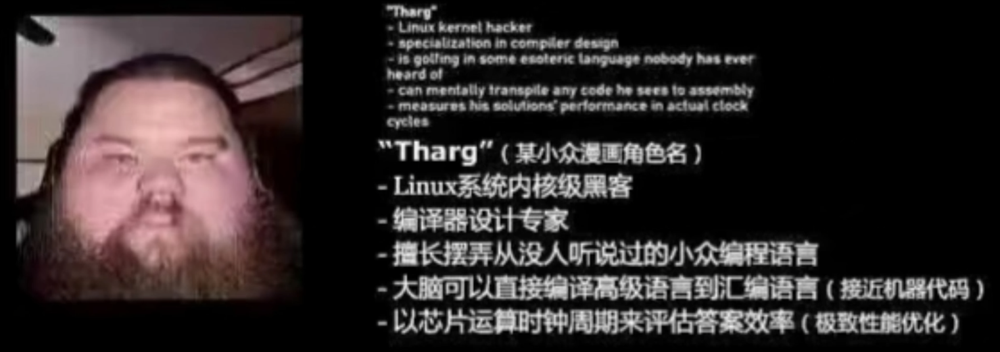 "Tharg"
- Linux kernel hacker
- specialization in compiler design
- is golfing in some esoteric language nobody has ever
heard of
- can mentally transpile any code he sees to assembly
- measures his solutions' performance in actual clock
cycles
“Tharg”（某小众漫画角色名）
- Linux系统内核级黑客
- 编译器设计专家
- 擅长摆弄从没人听说过的小众编程语言
- 大脑可以直接编译高级语言到汇编语言（接近机器代码）
- 以芯片运算时钟周期来评估答案效率（极致性能优化）